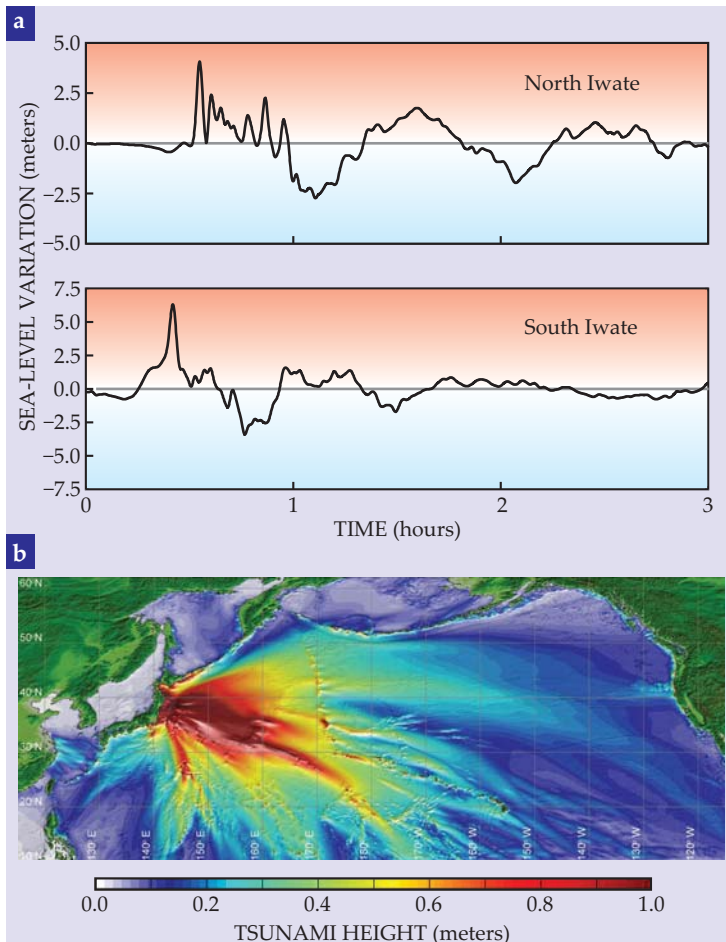 a
SEA-LEVEL VARIATION (meters)
5.0
North Iwate
2.5
0.0
−2.5
−5.0
7.5
South Iwate
5.0
2.5
0.0
−2.5
−5.0
−7.5
0 1 2 3
TIME (hours)
b
60°N
50°N
40°N
30°N
20°N
130 E 140 E 150 E 160 E 170 W 160 W 150 W 140 W 130 W 120 W
0.0 0.2 0.4 0.6 0.8 1.0
TSUNAMI HEIGHT (meters)